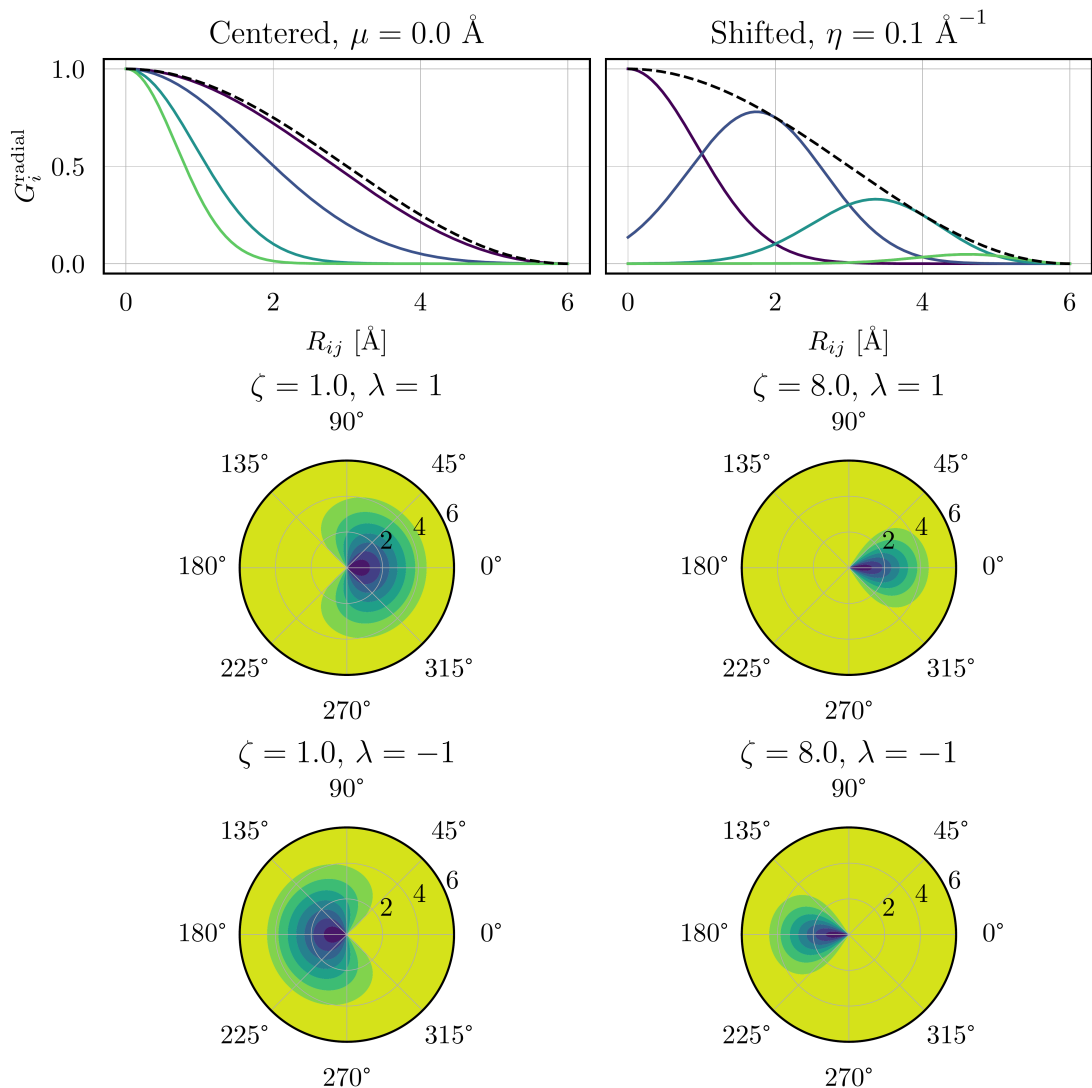 Centered, μ = 0.0 Å
Shifted, η = 0.1 Å⁻¹
G_i^radial
1.0
0.5
0.0
0 2 4 6
0 2 4 6
R_ij [Å]
R_ij [Å]
ζ = 1.0, λ = 1
90°
135° 45°
180° 0°
225° 315°
270°
2 4 6
ζ = 8.0, λ = 1
90°
135° 45°
180° 0°
225° 315°
270°
2 4 6
ζ = 1.0, λ = −1
90°
135° 45°
180° 0°
225° 315°
270°
2 4 6
ζ = 8.0, λ = −1
90°
135° 45°
180° 0°
225° 315°
270°
2 4 6